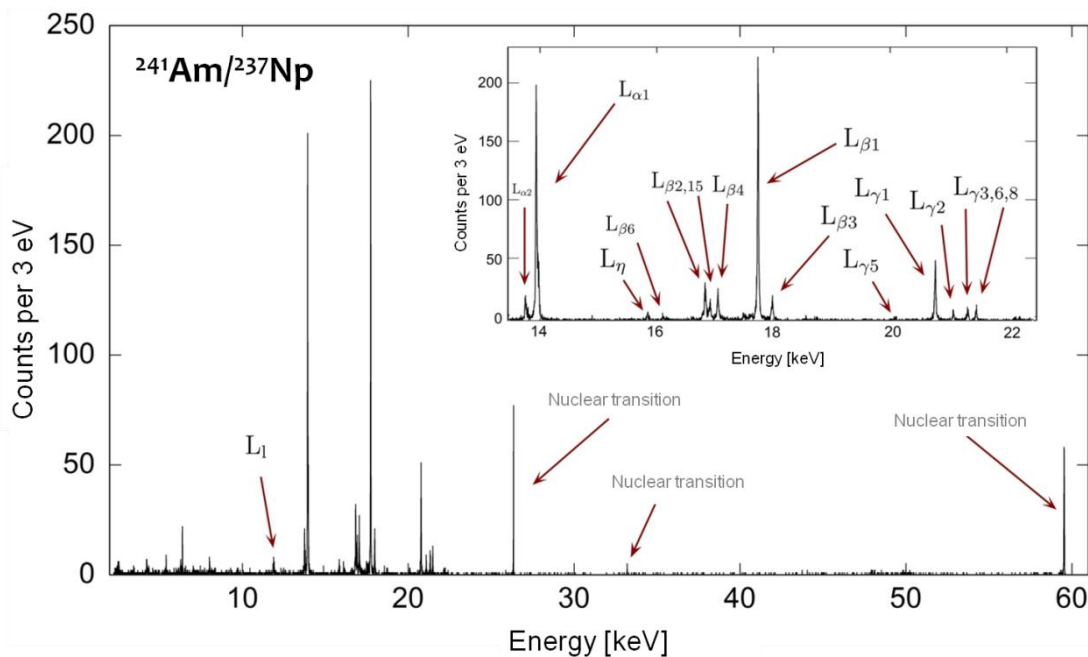 250
²⁴¹Am/²³⁷Np
200
150
100
50
0
Counts per 3 eV
10
20
30
40
50
60
Energy [keV]
L₁
Nuclear transition
Nuclear transition
Nuclear transition
200
150
100
50
0
Counts per 3 eV
14
16
18
20
22
Energy [keV]
Lα2
Lα1
Lη
Lβ6
Lβ2,15
Lβ4
Lβ1
Lβ3
Lγ5
Lγ1
Lγ2
Lγ3,6,8